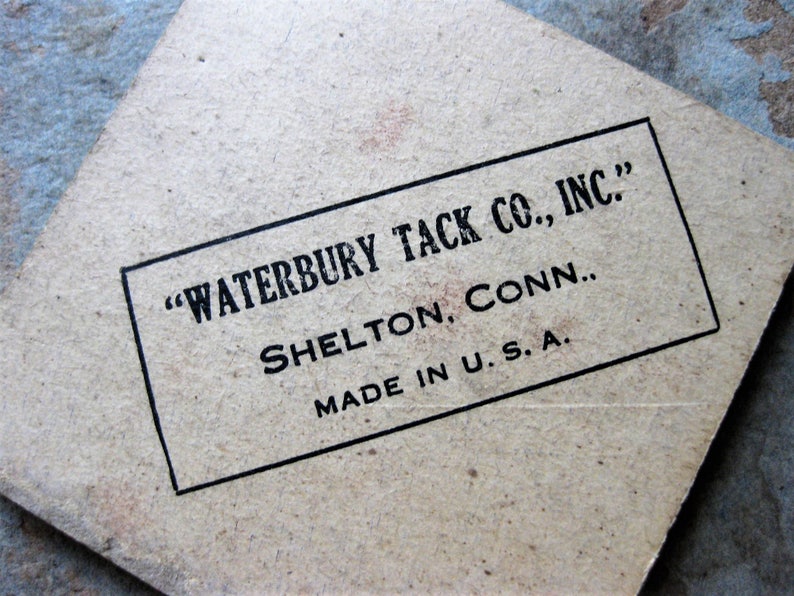 “WATERBURY TACK CO., INC.”
SHELTON, CONN..
MADE IN U. S. A.